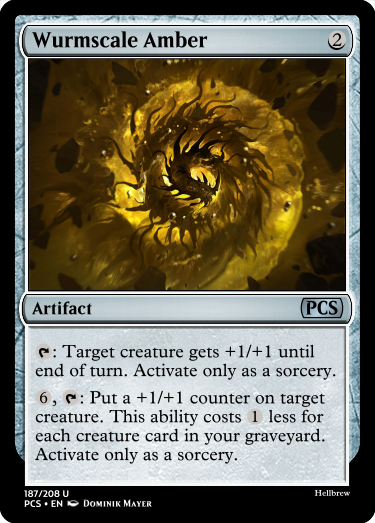 Wurmscale Amber 2
Artifact PCS
: Target creature gets +1/+1 until
end of turn. Activate only as a sorcery.
6, : Put a +1/+1 counter on target
creature. This ability costs 1 less for
each creature card in your graveyard.
Activate only as a sorcery.
187/208 U Hellbrew
PCS • EN Dominik Mayer